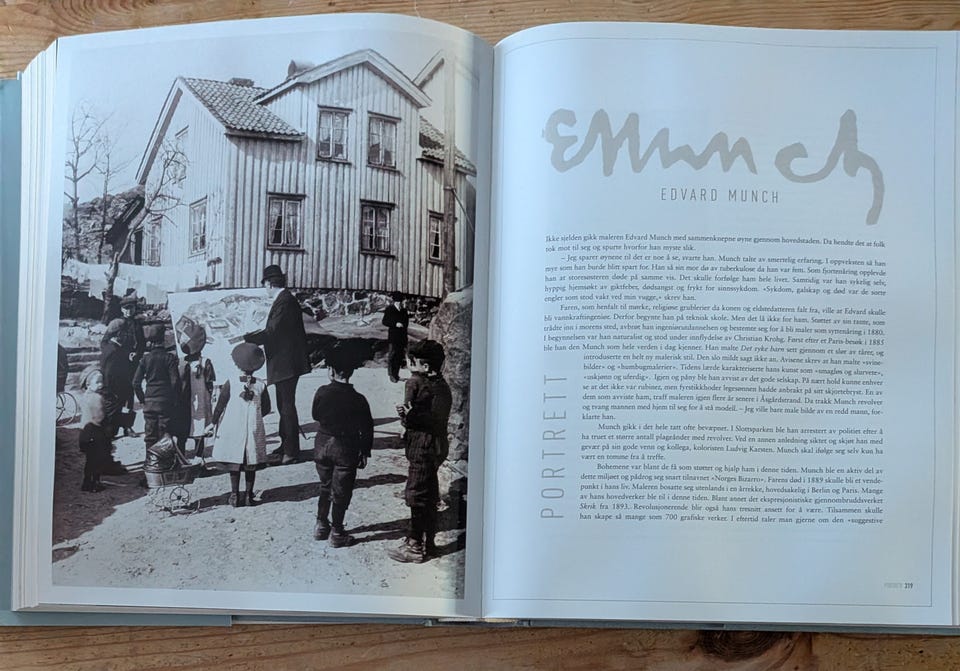 EMunch
EDVARD MUNCH
Ikke sjelden gikk maleren Edvard Munch med sammenknepne øyne gjennom hovedstaden. Da hendte det at folk
tok mot til seg og spurte hvorfor han myste slik.
– Jeg sparer øynene til det er noe å se, svarte han. Munch talte av smertelig erfaring. I oppveksten så han
mye som han burde blitt spart for. Han så sin mor dø av tuberkulose da han var fem. Som fjortenåring opplevde
han at storesøsteren døde på samme vis. Det skulle forfølge ham hele livet. Samtidig var han sykelig selv,
hyppig hjemsøkt av giktfeber, dødsangst og frykt for sinnssykdom. «Sykdom, galskap og død var de sorte
engler som stod vakt ved min vugge,» skrev han.
Faren, som henfalt til mørke, religiøse grublerier da konen og eldstedatteren falt fra, ville at Edvard skulle
bli vannkraftingeniør. Derfor begynte han på teknisk skole. Men det lå ikke for ham. Støttet av sin tante, som
trådte inn i morens sted, avbrøt han ingeniørutdannelsen og bestemte seg for å bli maler som syttenåring i 1880.
I begynnelsen var han naturalist og stod under innflytelse av Christian Krohg. Først efter et Paris-besøk i 1885
ble han den Munch som hele verden i dag kjenner. Han malte Det syke barn sett gjennom et slør av tårer, og
introduserte en helt ny malerisk stil. Den slo mildt sagt ikke an. Avisene skrev at han malte «svine-
bilder» og «humbugmalerier». Tidens lærde karakteriserte hans kunst som «smagløs og slurvete»,
«uskjønn og uferdig». Igjen og påny ble han avvist av det gode selskap. På nært hold kunne enhver
se at det ikke var rubiner, men fyrstikkhoder legesønnen hadde anbrakt på sitt skjortebryst. En av
dem som avviste ham, traff maleren igjen flere år senere i Åsgårdstrand. Da trakk Munch revolver
og tvang mannen med hjem til seg for å stå modell. – Jeg ville bare male bilde av en redd mann, for-
klarte han.
Munch gikk i det hele tatt ofte bevæpnet. I Slottsparken ble han arrestert av politiet efter å
ha truet et større antall plageånder med revolver. Ved en annen anledning siktet og skjøt han med
gevær på sin gode venn og kollega, koloristen Ludvig Karsten. Munch skal ifølge seg selv kun ha
vært en tomme fra å treffe.
Bohemene var blant de få som støttet og hjalp ham i denne tiden. Munch ble en aktiv del av
dette miljøet og pådrog seg snart tilnavnet «Norges Bizarro». Farens død i 1889 skulle bli et vende-
punkt i hans liv. Maleren bosatte seg utenlands i en årrekke, hovedsakelig i Berlin og Paris. Mange
av hans hovedverker ble til i denne tiden. Blant annet det ekspresjonistiske gjennombruddsverket
Skrik fra 1893. Revolusjonerende blir også hans tresnitt ansett for å være. Tilsammen skulle
han skape så mange som 700 grafiske verker. I eftertid taler man gjerne om den «suggestive
PORTRETT
PORTRETT 219